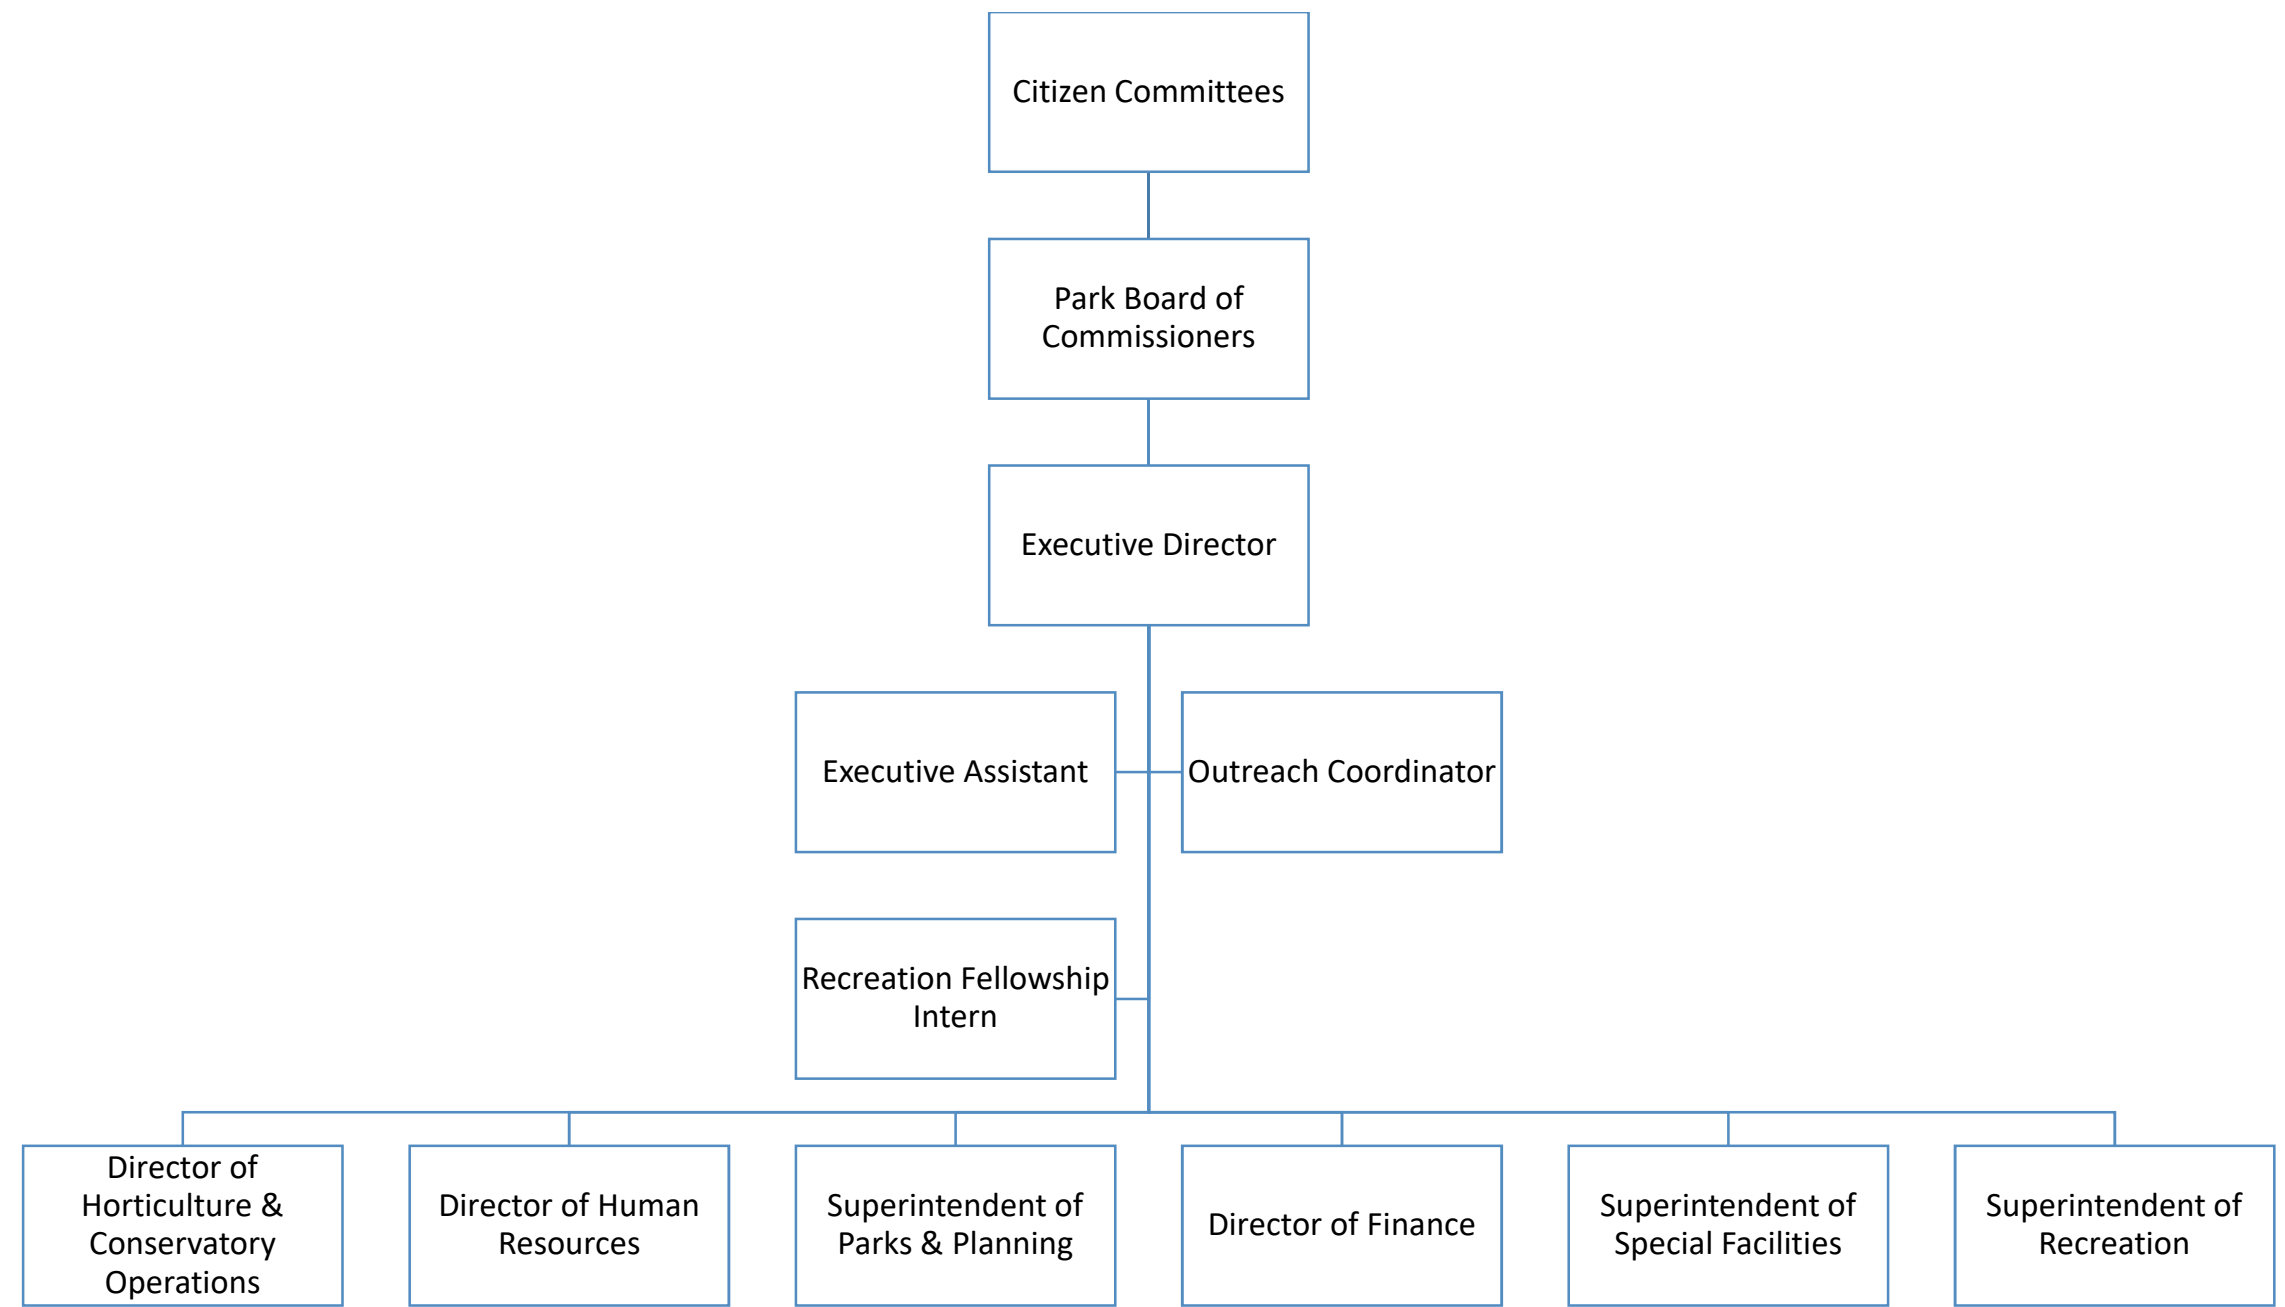 Citizen Committees
Park Board of
Commissioners
Executive Director
Executive Assistant
Outreach Coordinator
Recreation Fellowship
Intern
Director of
Horticulture &
Conservatory
Operations
Director of Human
Resources
Superintendent of
Parks & Planning
Director of Finance
Superintendent of
Special Facilities
Superintendent of
Recreation